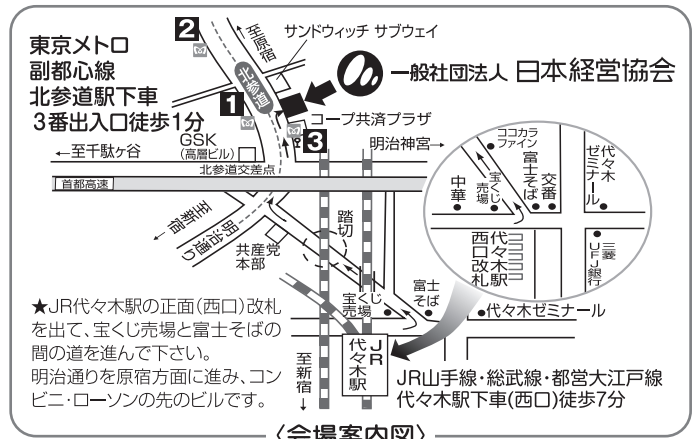 東京メトロ
副都心線
北参道駅下車
3番出入口徒歩1分
2
至原宿
サンドウィッチ サブウェイ
北参道
一般社団法人 日本経営協会
1
コープ共済プラザ
3
GSK
(高層ビル)
明治神宮→
←至千駄ヶ谷
北参道交差点
首都高速
至新宿
明治通り
共産党
本部
踏切
ココカラ
ファイン
代々木
ゼミナール
中華
宝くじ
売場
富士そば
交番
代々木駅
西口改札
三菱
UFJ銀行
宝くじ
売場
富士
そば
代々木ゼミナール
★JR代々木駅の正面(西口)改札
を出て、宝くじ売場と富士そばの
間の道を進んで下さい。
明治通りを原宿方面に進み、コン
ビニ・ローソンの先のビルです。
至新宿
JR
代々木駅
JR山手線・総武線・都営大江戸線
代々木駅下車(西口)徒歩7分
〈会場案内図〉